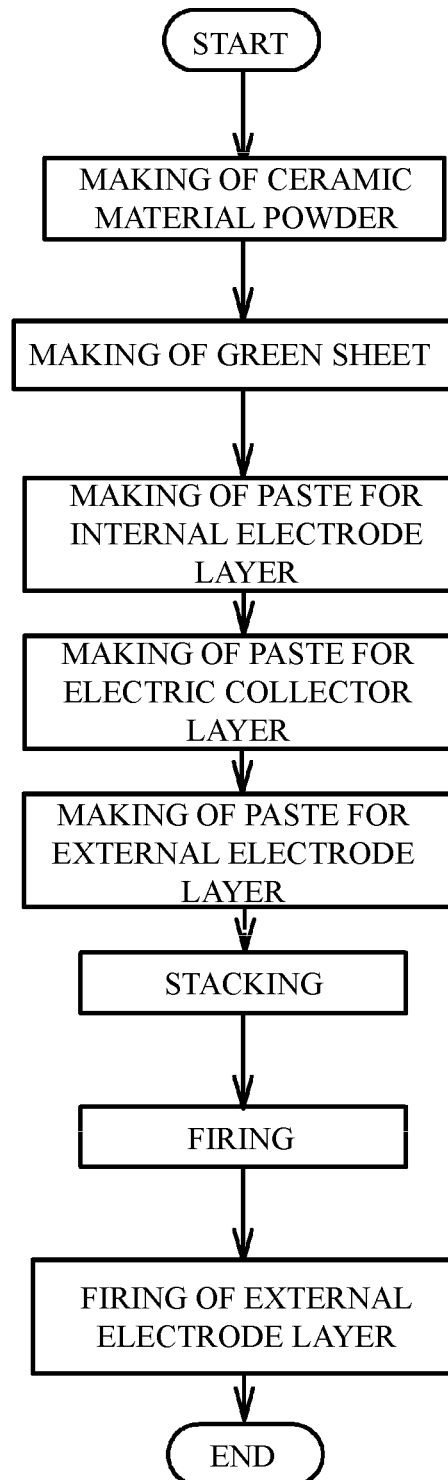 START
MAKING OF CERAMIC
MATERIAL POWDER
MAKING OF GREEN SHEET
MAKING OF PASTE FOR
INTERNAL ELECTRODE
LAYER
MAKING OF PASTE FOR
ELECTRIC COLLECTOR
LAYER
MAKING OF PASTE FOR
EXTERNAL ELECTRODE
LAYER
STACKING
FIRING
FIRING OF EXTERNAL
ELECTRODE LAYER
END